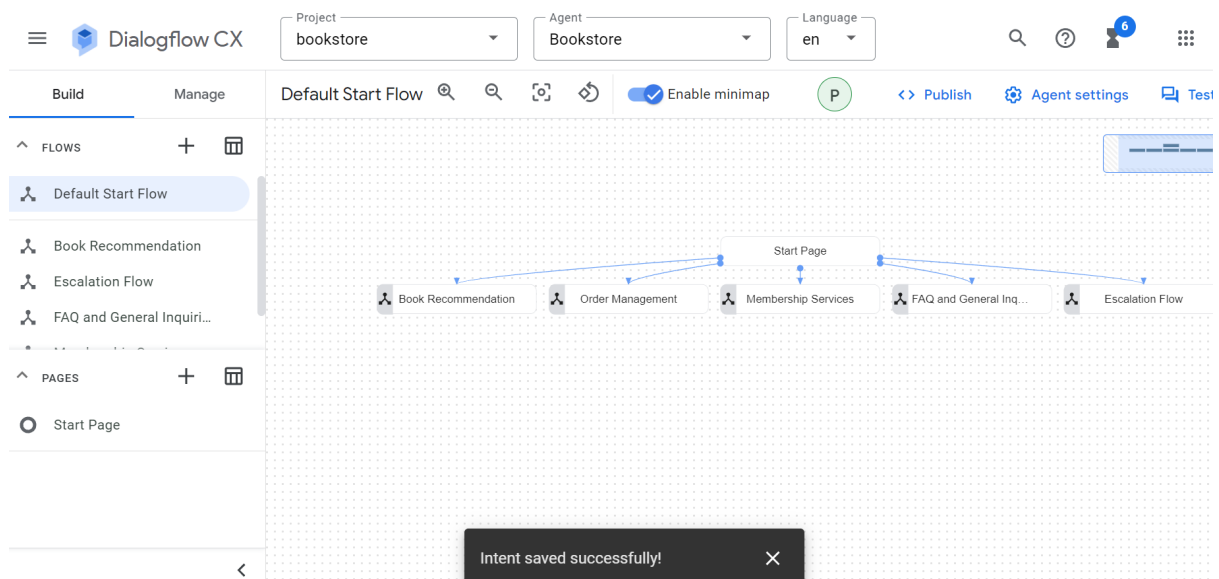 Dialogflow CX
Project
bookstore
Agent
Bookstore
Language
en
6
Build
Manage
Default Start Flow
Enable minimap
P
Publish
Agent settings
Test
FLOWS
Default Start Flow
Book Recommendation
Escalation Flow
FAQ and General Inquiri...
PAGES
Start Page
Start Page
Book Recommendation
Order Management
Membership Services
FAQ and General Inq...
Escalation Flow
Intent saved successfully!